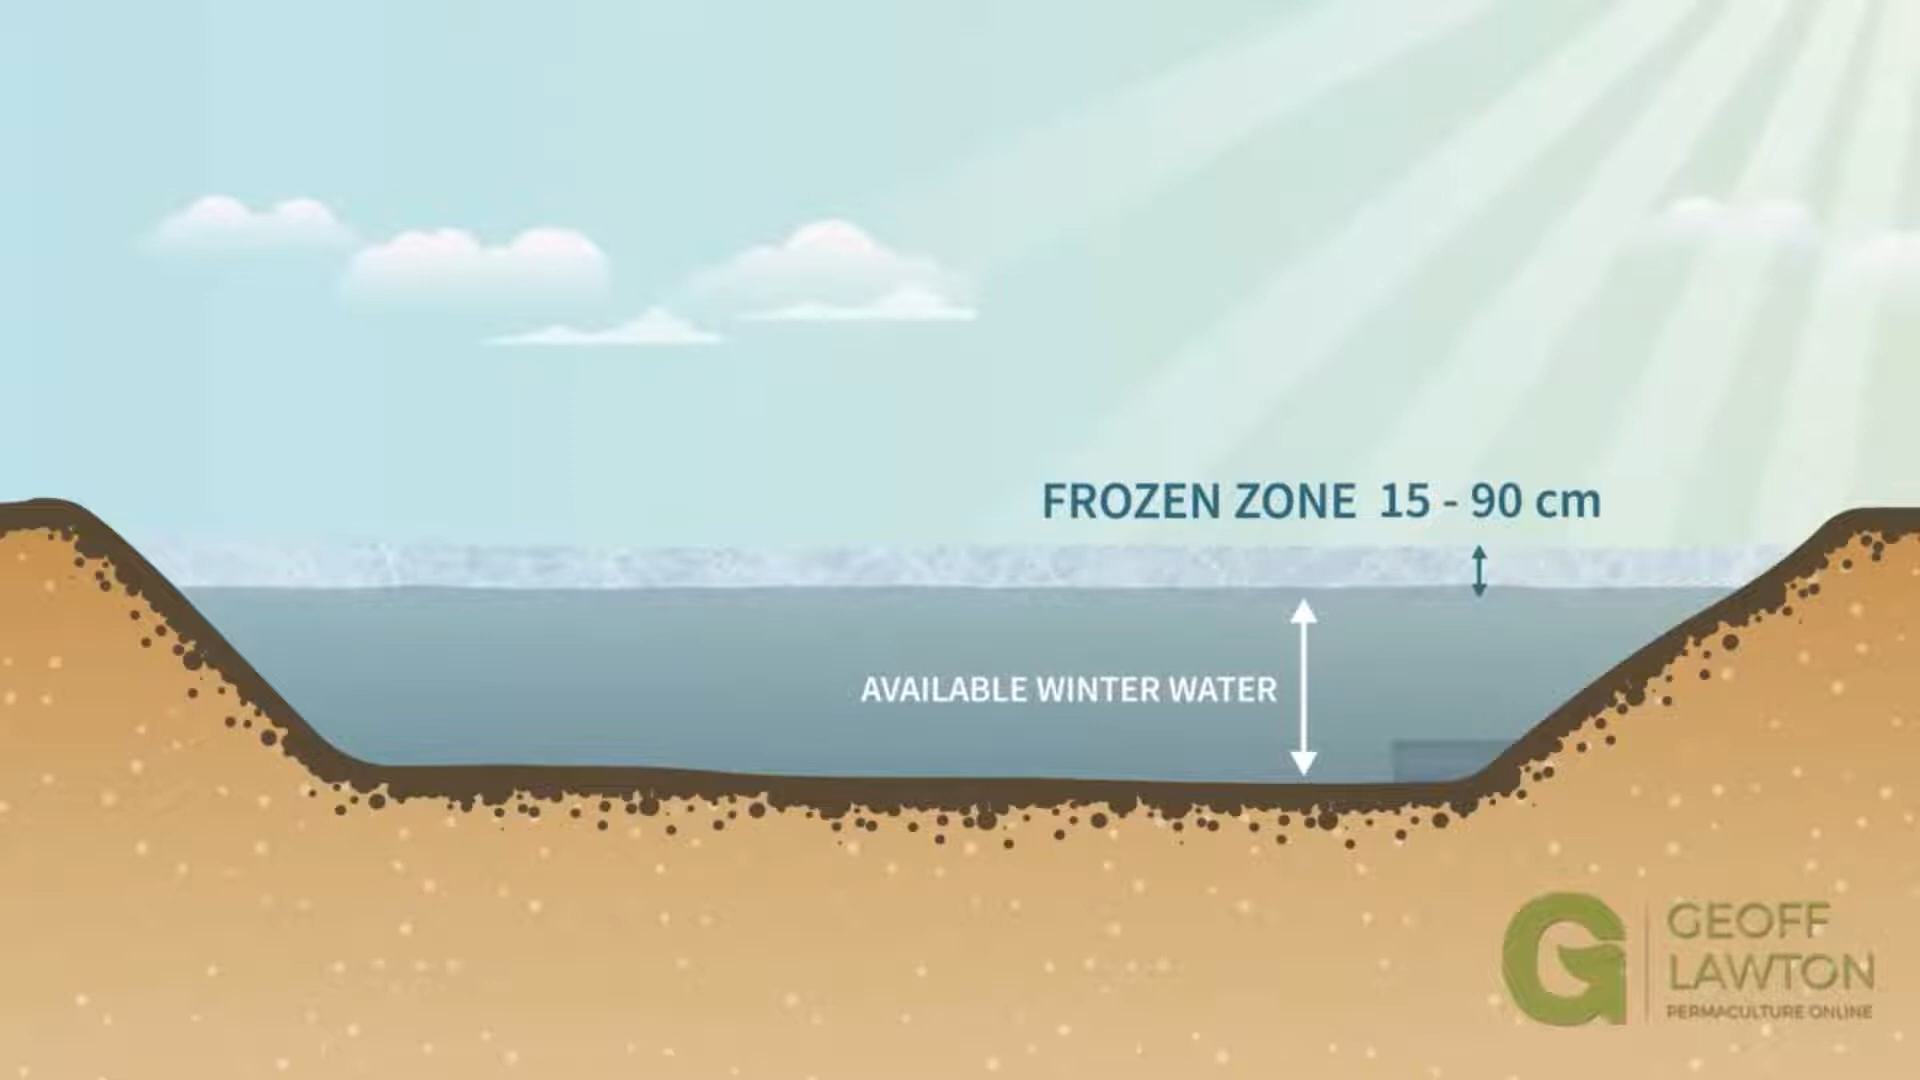 FROZEN ZONE 15 - 90 cm
AVAILABLE WINTER WATER
GEOFF
LAWTON
PERMACULTURE ONLINE